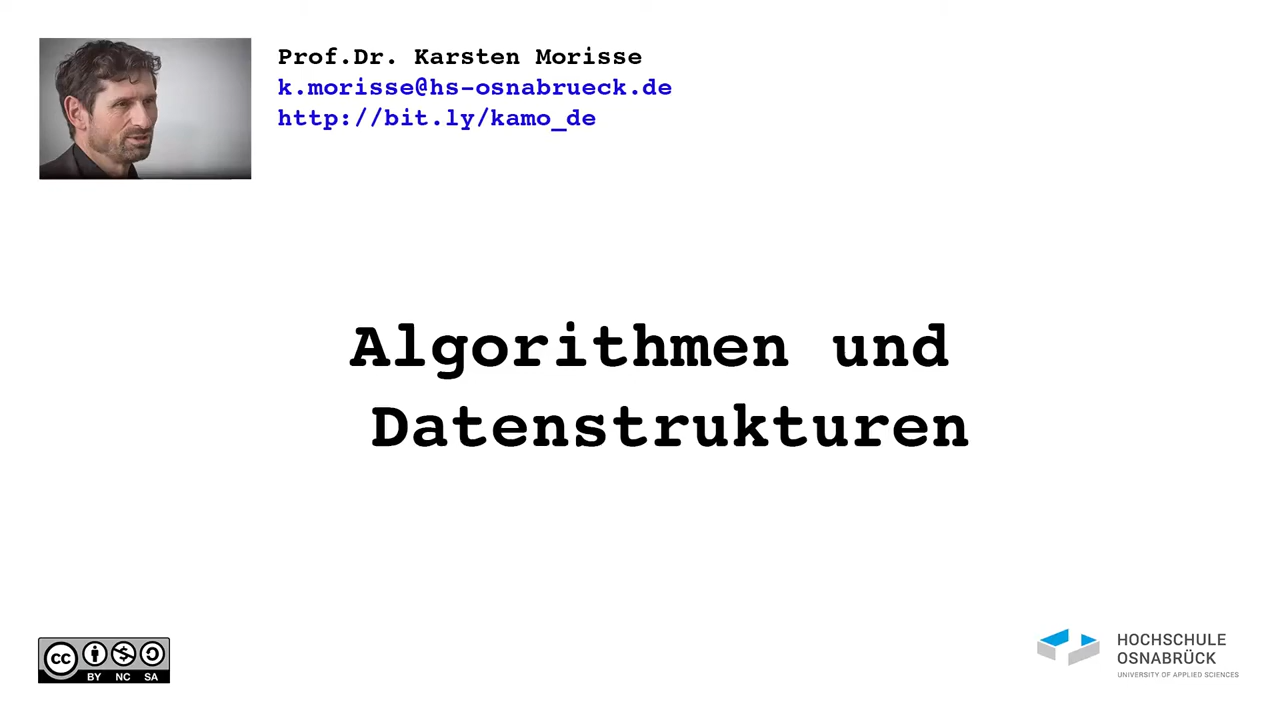 Prof.Dr. Karsten Morisse
k.morisse@hs-osnabrueck.de
http://bit.ly/kamo_de
Algorithmen und
Datenstrukturen
cc
BY NC SA
HOCHSCHULE
OSNABRÜCK
UNIVERSITY OF APPLIED SCIENCES